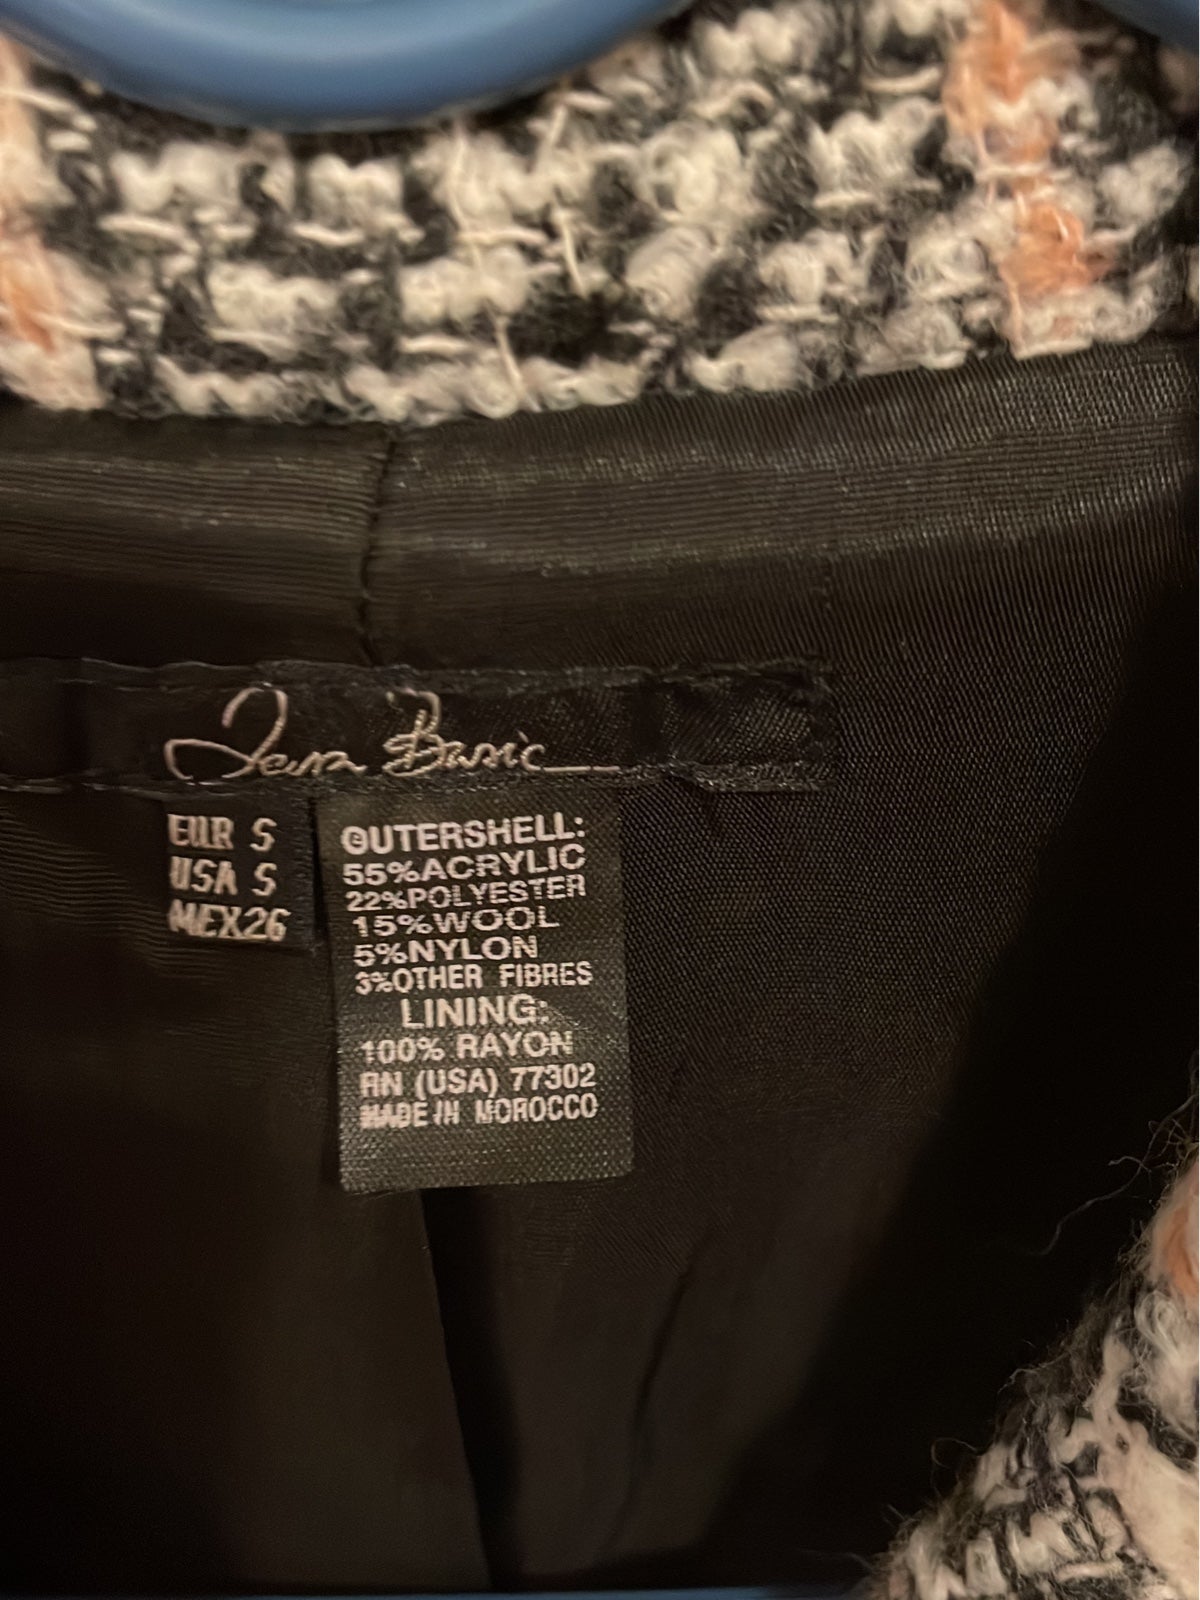 Zara Basic
EUR S
USA S
MEX26
OUTERSHELL:
55%ACRYLIC
22%POLYESTER
15%WOOL
5%NYLON
3%OTHER FIBRES
LINING:
100% RAYON
RN (USA) 77302
MADE IN MOROCCO